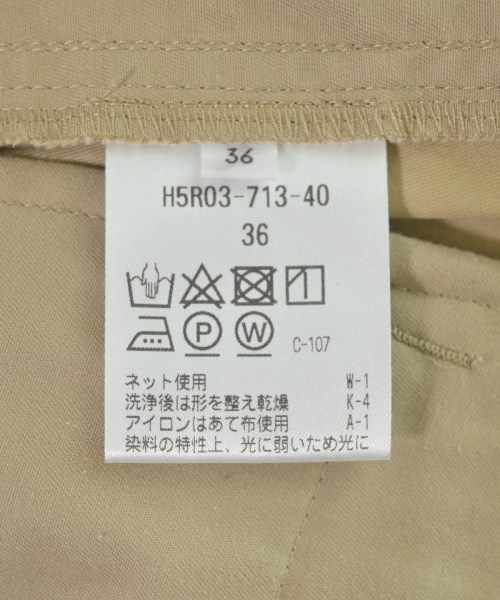 36
H5R03-713-40
36
P W C-107
ネット使用 W-1
洗浄後は形を整え乾燥 K-4
アイロンはあて布使用 A-1
染料の特性上、光に弱いため光に